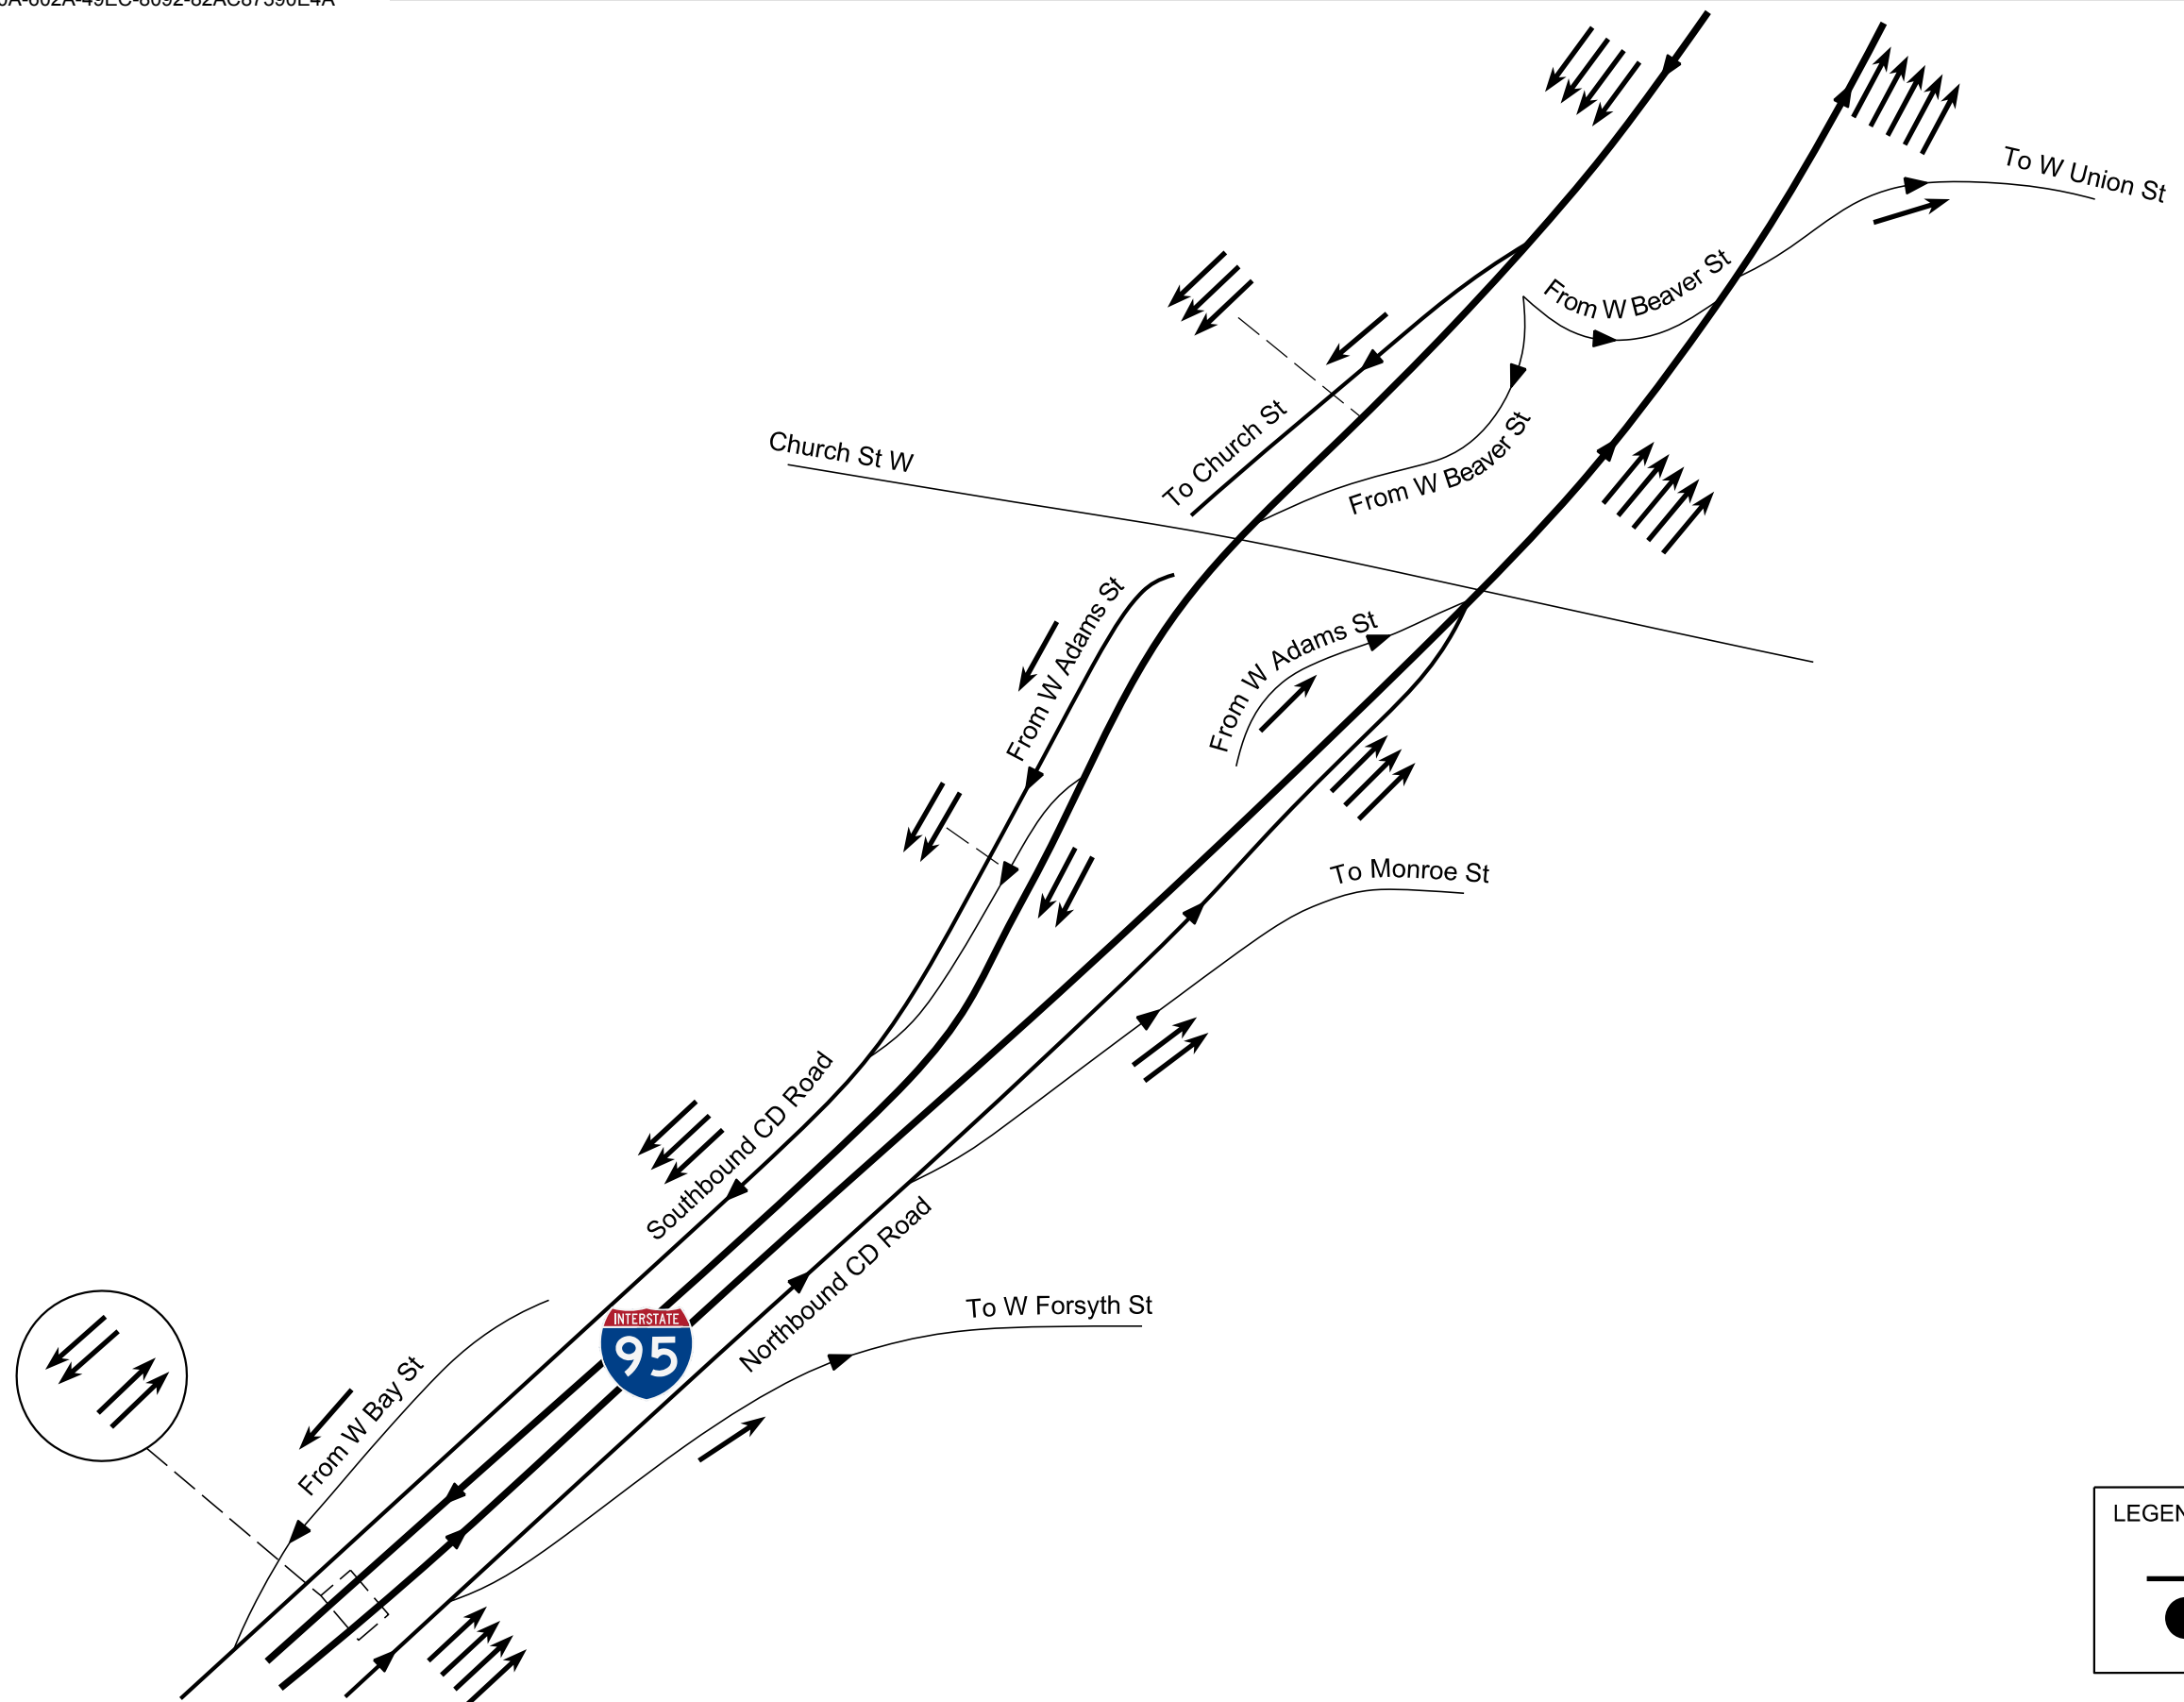 To W Union St
From W Beaver St
To Church St
Church St W
From W Beaver St
From W Adams St
From W Adams St
To Monroe St
Southbound CD Road
Northbound CD Road
To W Forsyth St
INTERSTATE
95
From W Bay St